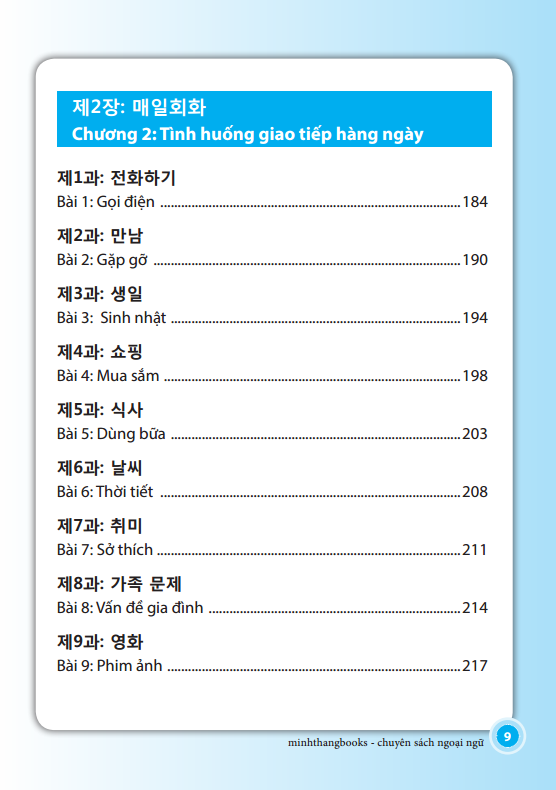 제2장: 매일회화
Chương 2: Tình huống giao tiếp hàng ngày
제1과: 전화하기
Bài 1: Gọi điện ........................................................................................184
제2과: 만남
Bài 2: Gặp gỡ ..........................................................................................190
제3과: 생일
Bài 3:  Sinh nhật .....................................................................................194
제4과: 쇼핑
Bài 4: Mua sắm .......................................................................................198
제5과: 식사
Bài 5: Dùng bữa .....................................................................................203
제6과: 날씨
Bài 6: Thời tiết ........................................................................................208
제7과: 취미
Bài 7: Sở thích .........................................................................................211
제8과: 가족 문제
Bài 8: Vấn đề gia đình ..........................................................................214
제9과: 영화
Bài 9: Phim ảnh ......................................................................................217
minhthangbooks - chuyên sách ngoại ngữ 9